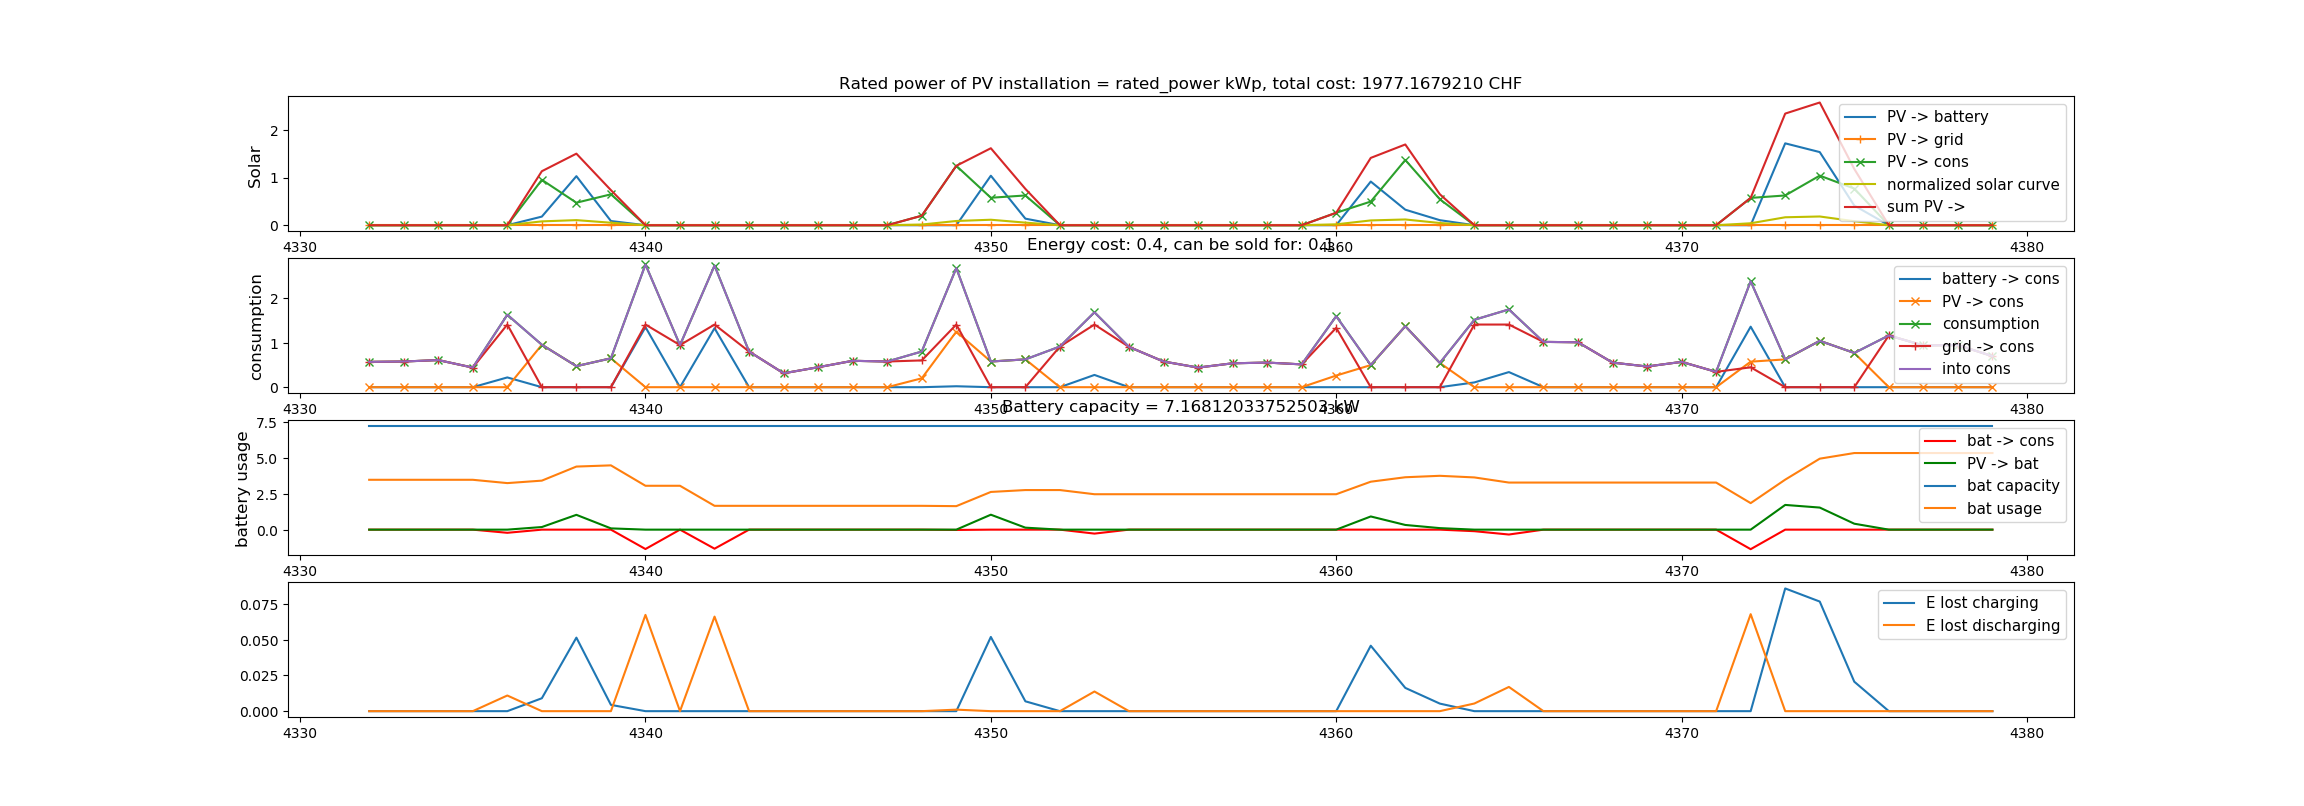 Rated power of PV installation = rated_power kWp, total cost: 1977.1679210 CHF
Solar
2
1
0
PV -> battery
PV -> grid
PV -> cons
normalized solar curve
sum PV ->
4330 4340 4350 4360 4370 4380
Energy cost: 0.4, can be sold for: 0.1
consumption
2
1
0
battery -> cons
PV -> cons
consumption
grid -> cons
into cons
4330 4340 4350 4360 4370 4380
Battery capacity = 7.16812033752503 kW
battery usage
7.5
5.0
2.5
0.0
bat -> cons
PV -> bat
bat capacity
bat usage
4330 4340 4350 4360 4370 4380
0.075
0.050
0.025
0.000
E lost charging
E lost discharging
4330 4340 4350 4360 4370 4380